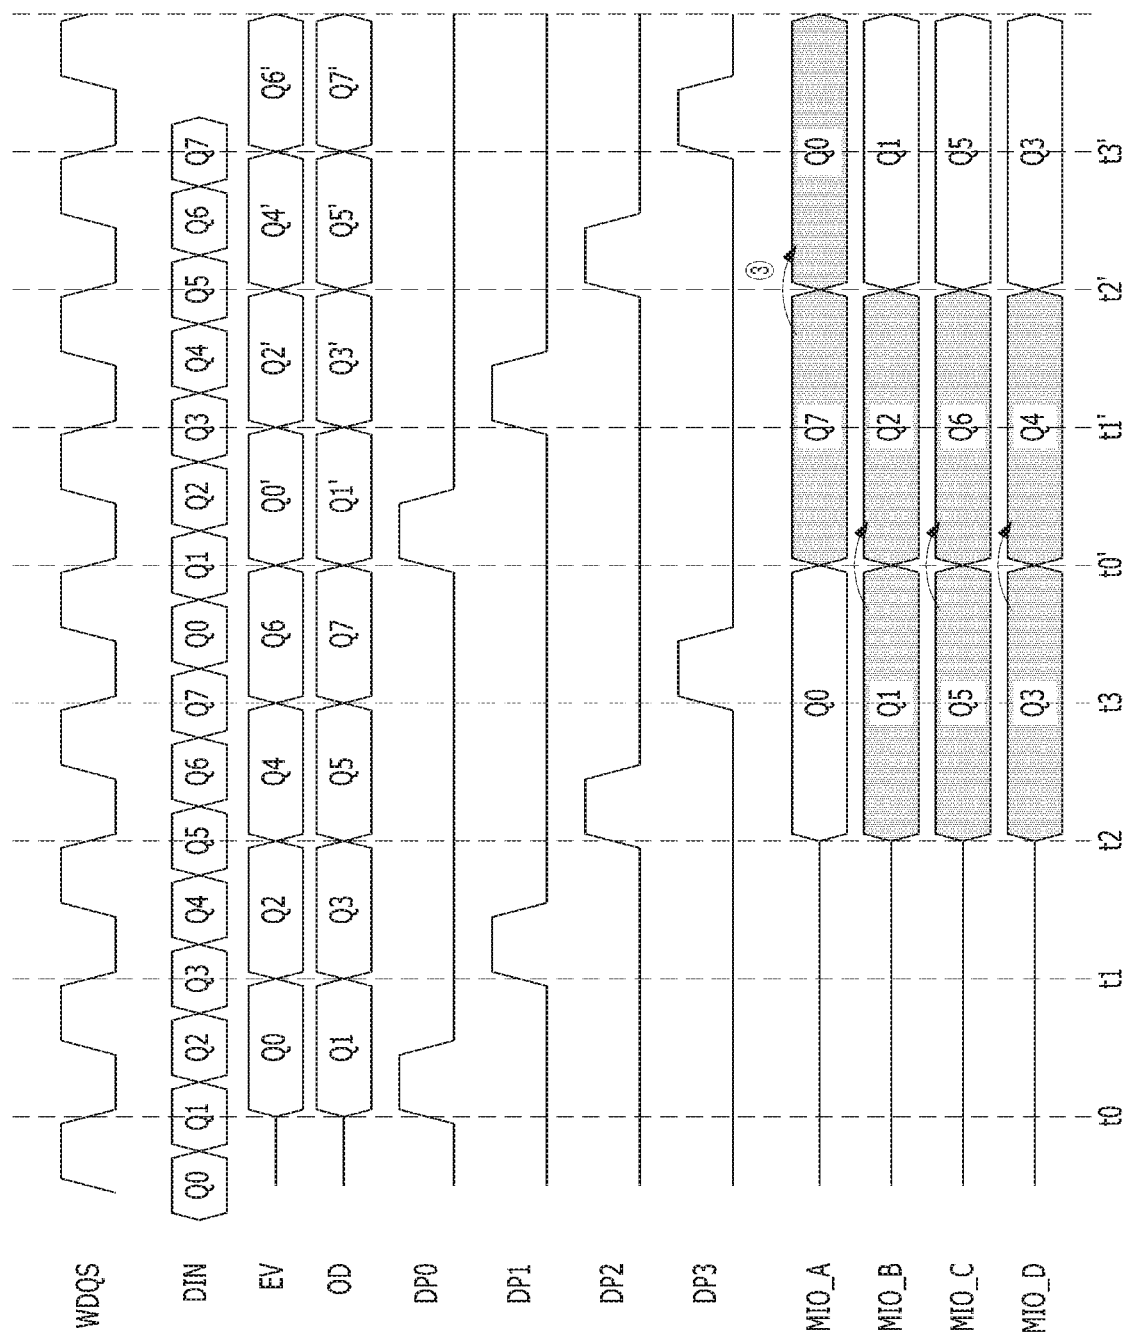 WDQS
DIN Q0 Q1 Q2 Q3 Q4 Q5 Q6 Q7 Q0 Q1 Q2 Q3 Q4 Q5 Q6 Q7
EV Q0 Q2 Q4 Q6 Q0' Q2' Q4' Q6'
OD Q1 Q3 Q5 Q7 Q1' Q3' Q5' Q7'
DP0
DP1
DP2
DP3
③
MIO_A Q0 Q7 Q0
MIO_B Q1 Q2 Q1
MIO_C Q5 Q6 Q5
MIO_D Q3 Q4 Q3
t0 t1 t2 t3 t0' t1' t2' t3'